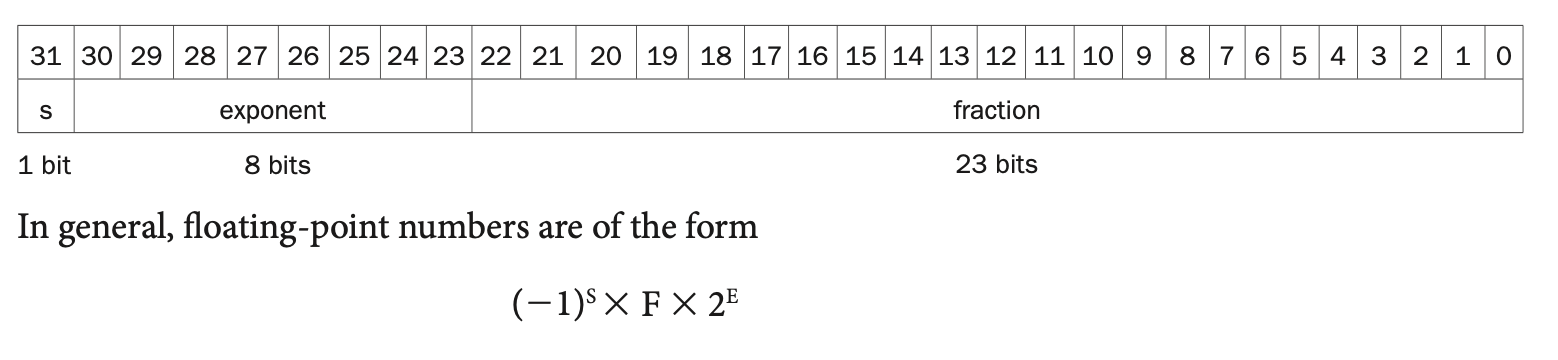 31 30 29 28 27 26 25 24 23 22 21 20 19 18 17 16 15 14 13 12 11 10 9 8 7 6 5 4 3 2 1 0
s exponent fraction
1 bit 8 bits 23 bits
In general, floating-point numbers are of the form
(−1)ˢ × F × 2ᴱ